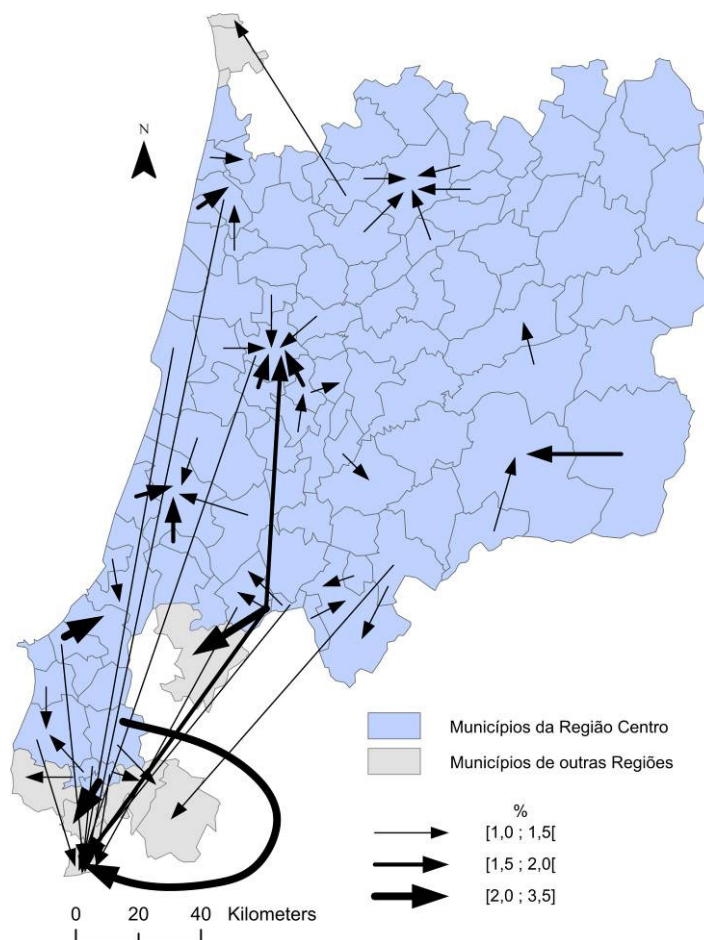 N
Municípios da Região Centro
Municípios de outras Regiões
%
[1,0 ; 1,5[
[1,5 ; 2,0[
[2,0 ; 3,5]
0 20 40 Kilometers